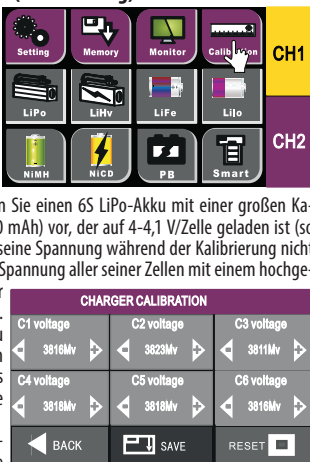 Setting Memory Monitor
CH1
LiPo LiHv LiFe LiIo
CH2
NiMH NiCD PB Smart
n Sie einen 6S LiPo-Akku mit einer großen Ka-
mAh) vor, der auf 4-4,1 V/Zelle geladen ist (so
seine Spannung während der Kalibrierung nicht
Spannung aller seiner Zellen mit einem hochge-
r
CHARGER CALIBRATION
C1 voltage C2 voltage C3 voltage
3816Mv 3823Mv 3811Mv
C4 voltage C5 voltage C6 voltage
3818Mv 3818Mv 3816Mv
BACK SAVE RESET